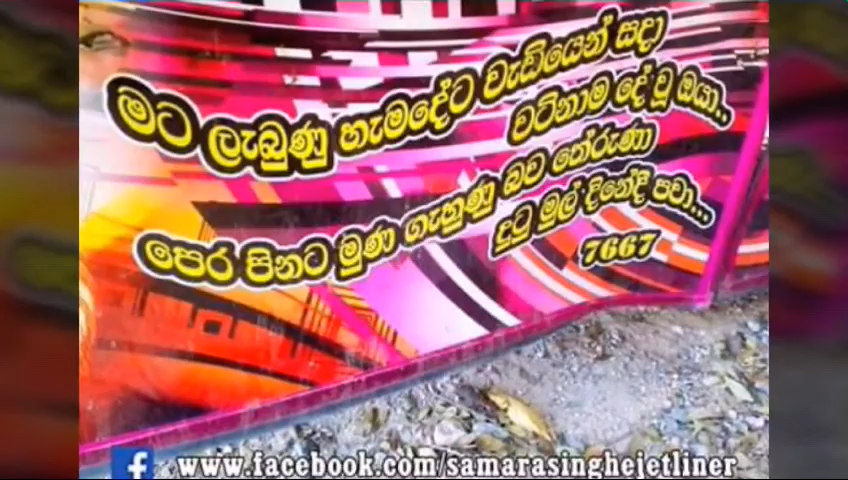 මට ලැබුණු හැමදේට වැඩියෙන් සදා
වටිනාම දේ වූ ඔයා..
පෙර පිනට මුණ ගැහුණු බව තේරුණා
දුටු මුල් දිනේදී පවා...
7667
www.facebook.com/samarasinghejetliner